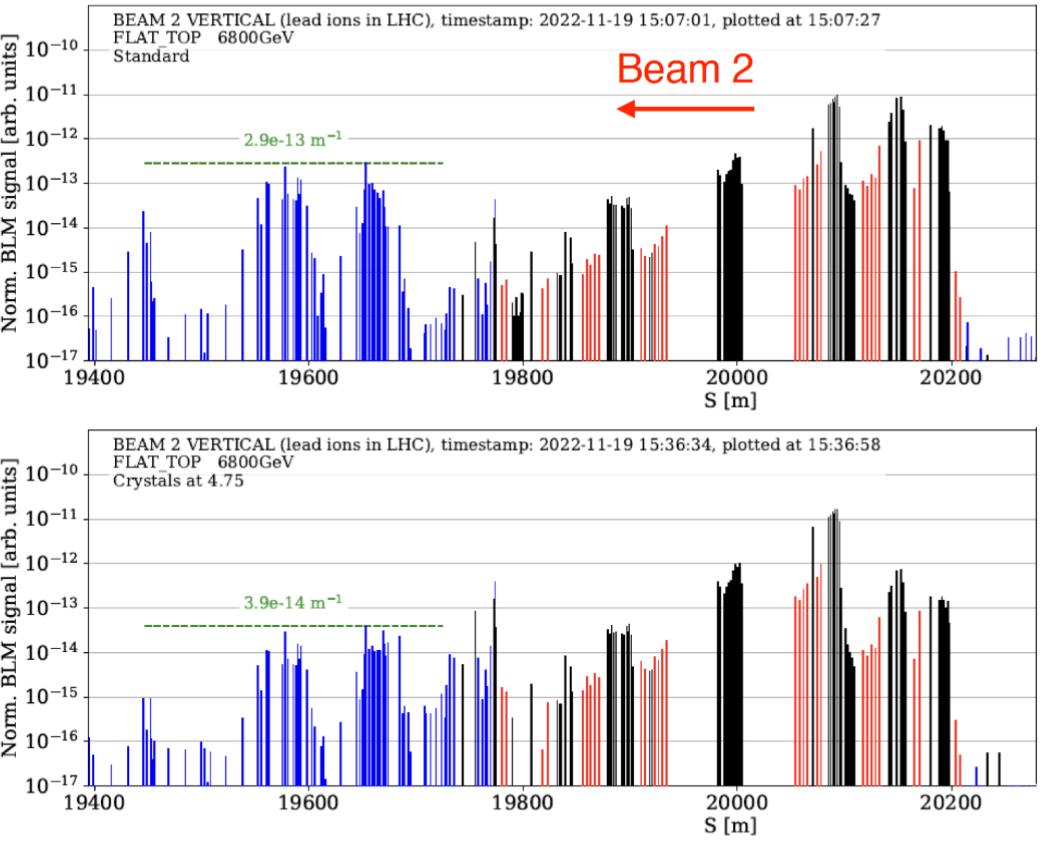 BEAM 2 VERTICAL (lead ions in LHC), timestamp: 2022-11-19 15:07:01, plotted at 15:07:27
FLAT_TOP 6800GeV
Standard
Beam 2
2.9e-13 m⁻¹
Norm. BLM signal [arb. units]
10⁻¹⁰
10⁻¹¹
10⁻¹²
10⁻¹³
10⁻¹⁴
10⁻¹⁵
10⁻¹⁶
10⁻¹⁷
19400 19600 19800 20000 20200
S [m]
BEAM 2 VERTICAL (lead ions in LHC), timestamp: 2022-11-19 15:36:34, plotted at 15:36:58
FLAT_TOP 6800GeV
Crystals at 4.75
3.9e-14 m⁻¹
Norm. BLM signal [arb. units]
10⁻¹⁰
10⁻¹¹
10⁻¹²
10⁻¹³
10⁻¹⁴
10⁻¹⁵
10⁻¹⁶
10⁻¹⁷
19400 19600 19800 20000 20200
S [m]